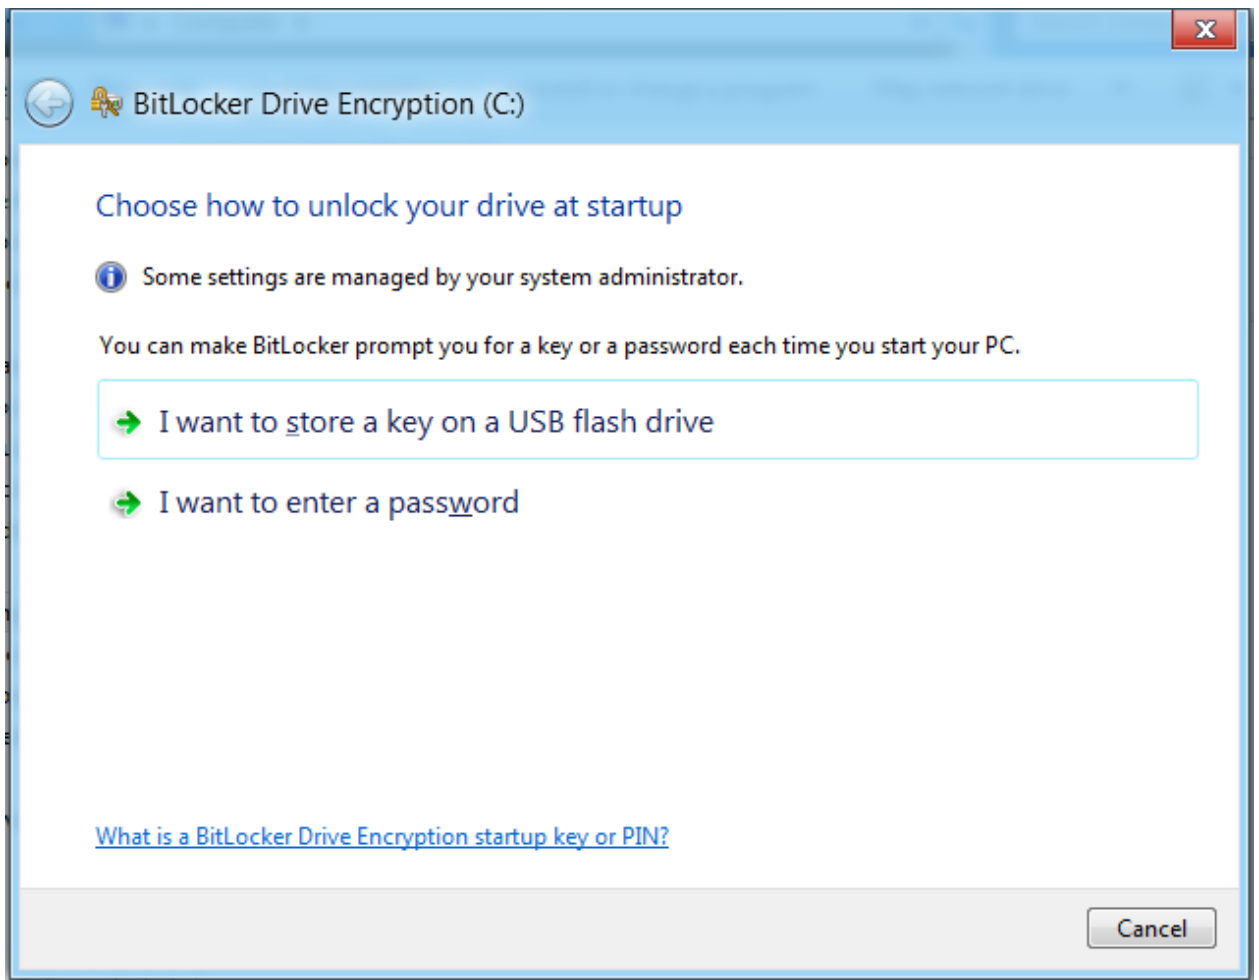 x
BitLocker Drive Encryption (C:)
Choose how to unlock your drive at startup
Some settings are managed by your system administrator.
You can make BitLocker prompt you for a key or a password each time you start your PC.
I want to store a key on a USB flash drive
I want to enter a password
What is a BitLocker Drive Encryption startup key or PIN?
Cancel